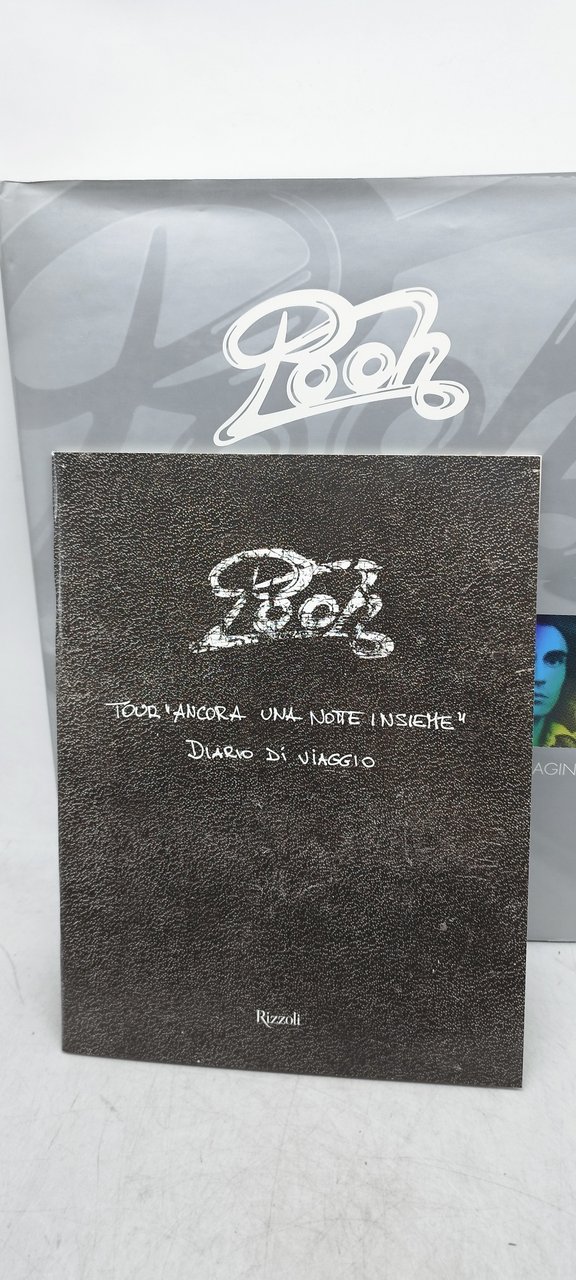 Pooh
Pooh
TOUR "ANCORA UNA NOTTE INSIEME"
DIARIO DI VIAGGIO
AGIN
Rizzoli